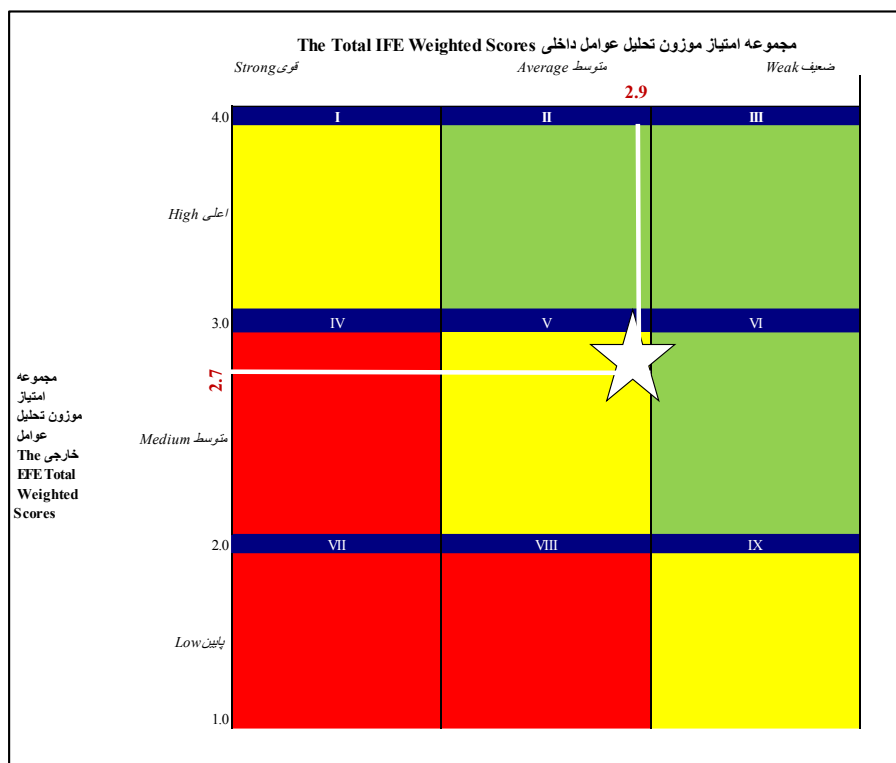 مجموعه امتیاز موزون تحلیل عوامل داخلی The Total IFE Weighted Scores
Strong قوی
Average متوسط
Weak ضعیف
2.9
4.0
I
II
III
High اعلی
3.0
IV
V
VI
2.7
مجموعه
امتیاز
موزون تحلیل
عوامل
خارجی The
EFE Total
Weighted
Scores
Medium متوسط
2.0
VII
VIII
IX
Low پایین
1.0